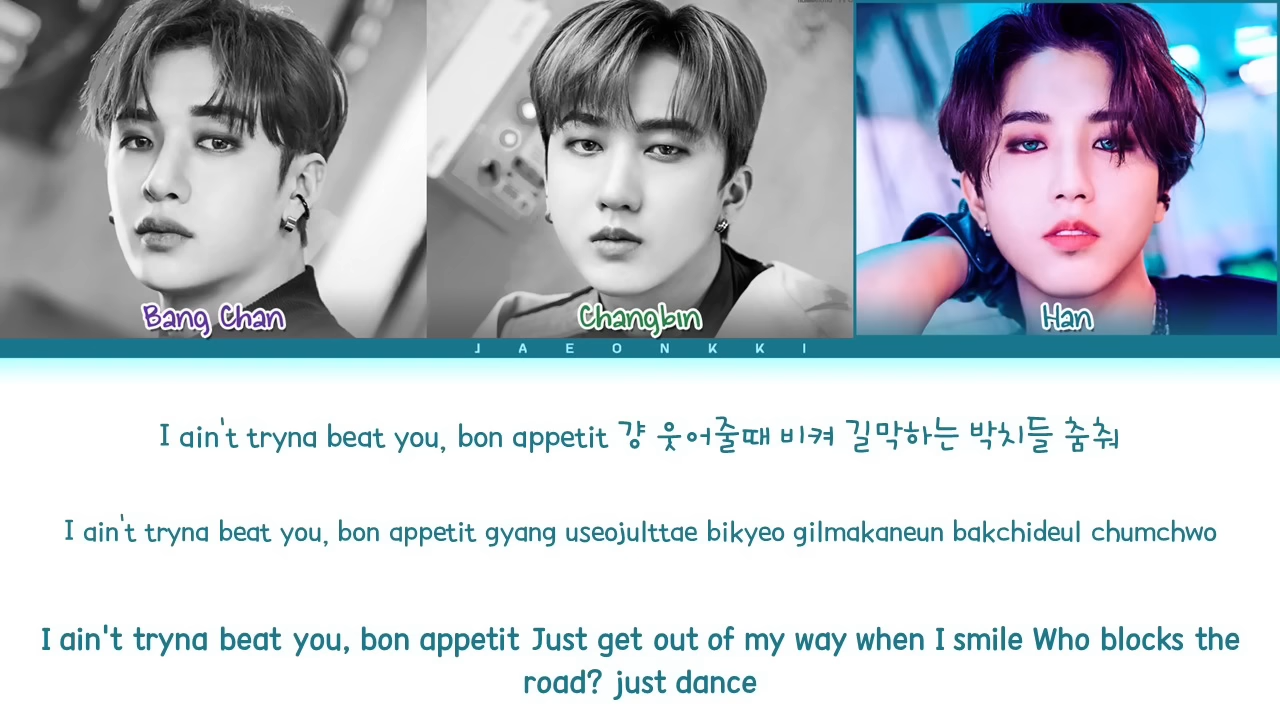 Bang Chan
Changbin
Han
J A E O N K K I
I ain't tryna beat you, bon appetit 걍 웃어줄때 비켜 길막하는 박치들 춤춰
I ain't tryna beat you, bon appetit gyang useojulttae bikyeo gilmakaneun bakchideul chumchwo
I ain't tryna beat you, bon appetit Just get out of my way when I smile Who blocks the
road? just dance